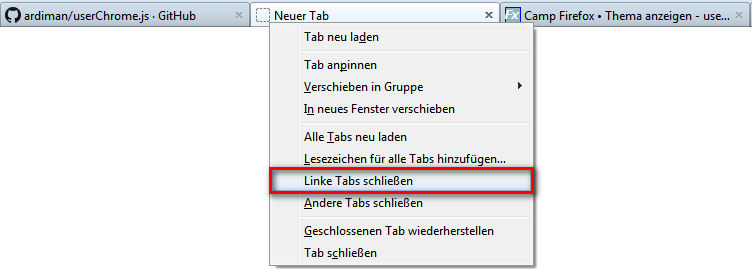 ardiman/userChrome.js · GitHub
Neuer Tab
Camp Firefox • Thema anzeigen - use...
Tab neu laden
Tab anpinnen
Verschieben in Gruppe
In neues Fenster verschieben
Alle Tabs neu laden
Lesezeichen für alle Tabs hinzufügen...
Linke Tabs schließen
Andere Tabs schließen
Geschlossenen Tab wiederherstellen
Tab schließen